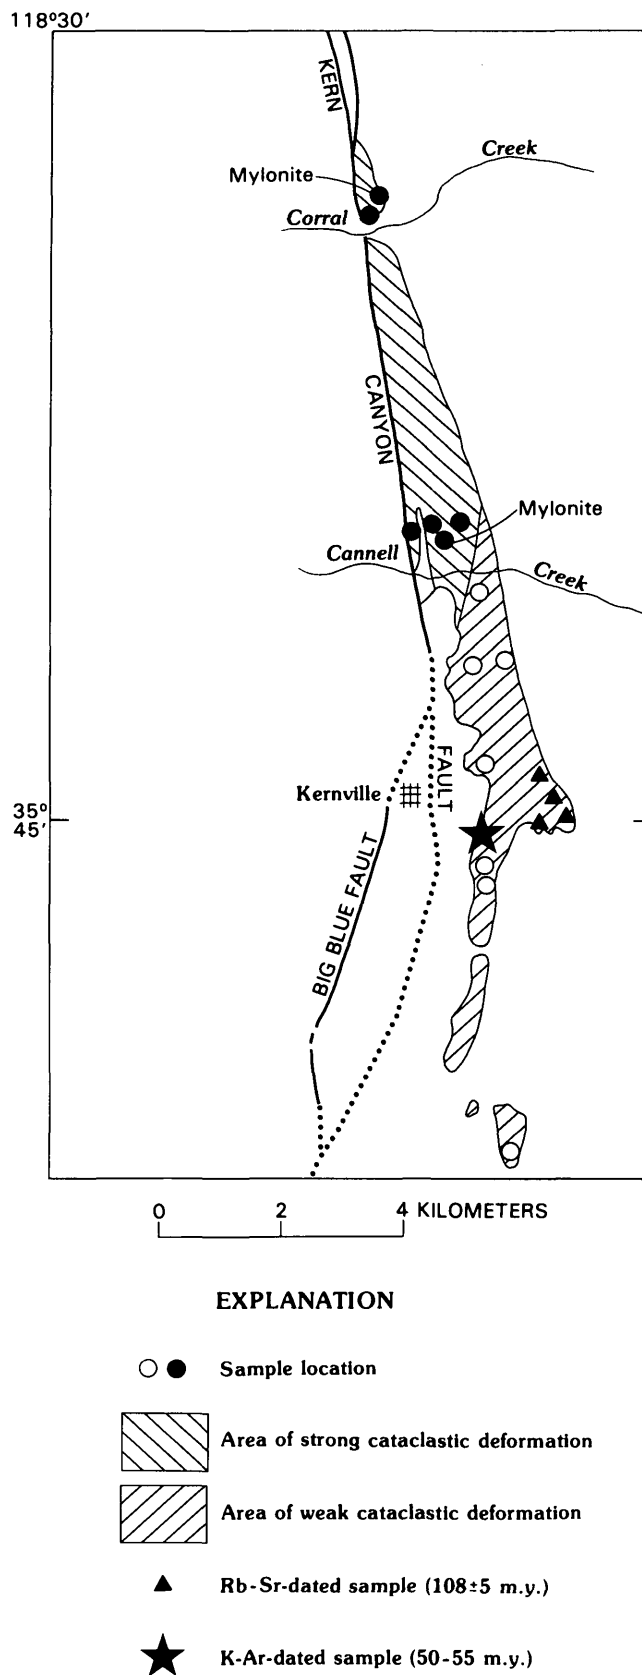 118°30′
KERN
Creek
Mylonite
Corral
CANYON
Mylonite
Cannell
Creek
FAULT
Kernville
35°
45′
BIG BLUE FAULT
0 2 4 KILOMETERS
EXPLANATION
Sample location
Area of strong cataclastic deformation
Area of weak cataclastic deformation
Rb-Sr-dated sample (108±5 m.y.)
K-Ar-dated sample (50-55 m.y.)